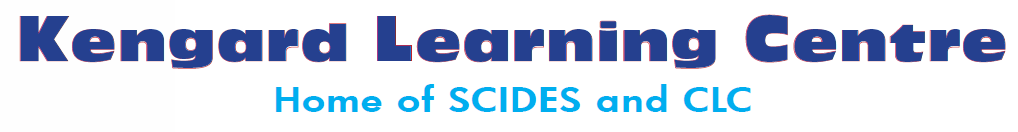 Kengard Learning Centre
Home of SCIDES and CLC